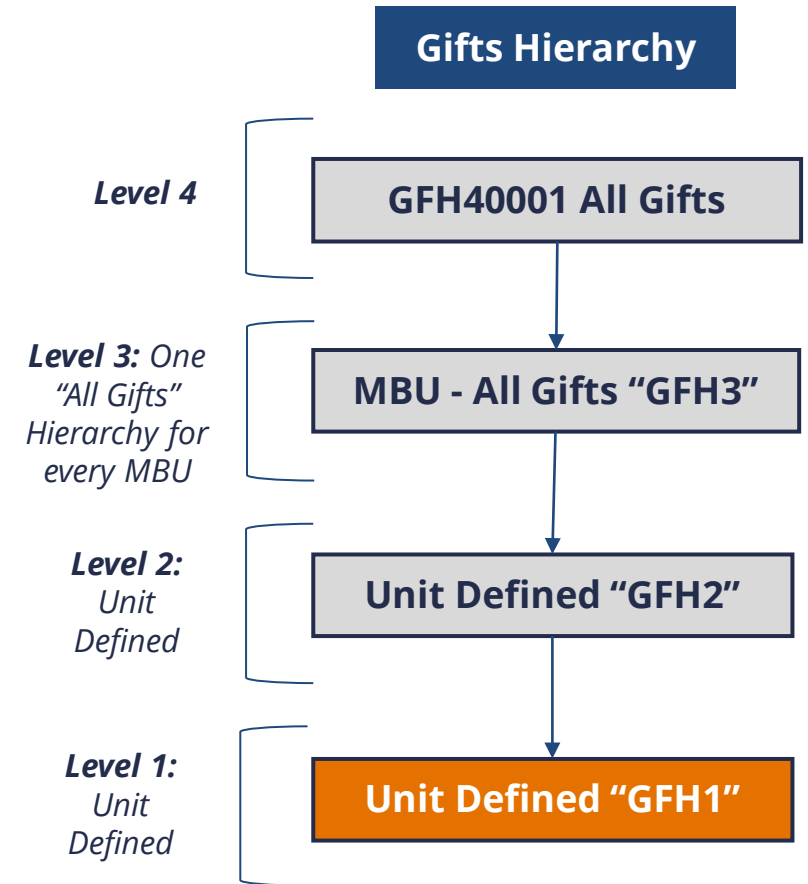 Gifts Hierarchy
Level 4
GFH40001 All Gifts
Level 3: One
“All Gifts”
Hierarchy for
every MBU
MBU - All Gifts “GFH3”
Level 2:
Unit
Defined
Unit Defined “GFH2”
Level 1:
Unit
Defined
Unit Defined “GFH1”